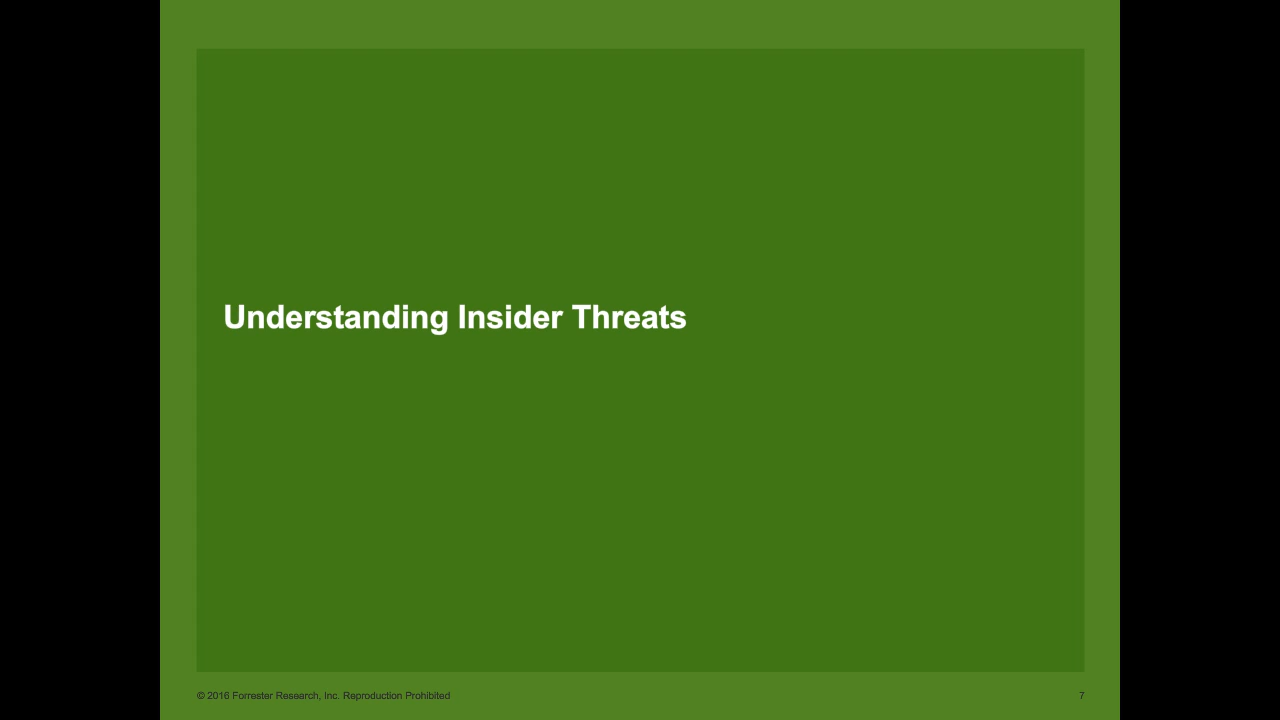 Understanding Insider Threats
© 2016 Forrester Research, Inc. Reproduction Prohibited
7